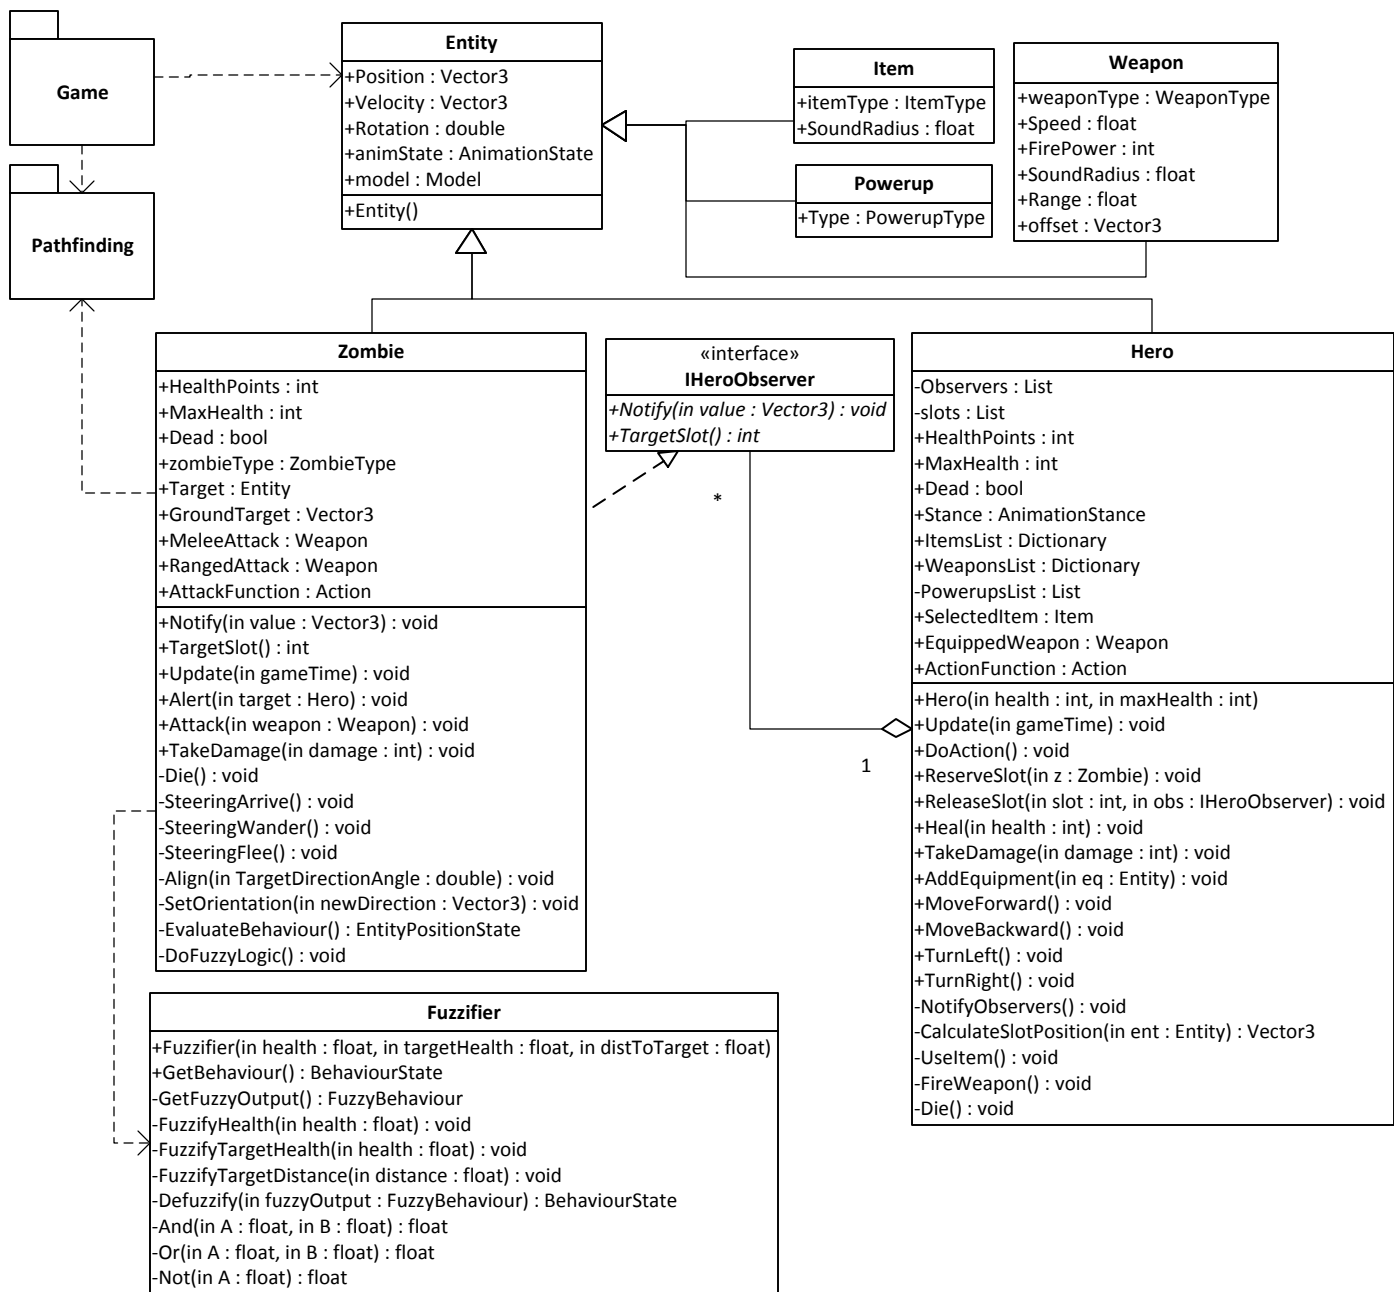 Game
Pathfinding
Entity
+Position : Vector3
+Velocity : Vector3
+Rotation : double
+animState : AnimationState
+model : Model
+Entity()
Item
+itemType : ItemType
+SoundRadius : float
Powerup
+Type : PowerupType
Weapon
+weaponType : WeaponType
+Speed : float
+FirePower : int
+SoundRadius : float
+Range : float
+offset : Vector3
Zombie
+HealthPoints : int
+MaxHealth : int
+Dead : bool
+zombieType : ZombieType
+Target : Entity
+GroundTarget : Vector3
+MeleeAttack : Weapon
+RangedAttack : Weapon
+AttackFunction : Action
+Notify(in value : Vector3) : void
+TargetSlot() : int
+Update(in gameTime) : void
+Alert(in target : Hero) : void
+Attack(in weapon : Weapon) : void
+TakeDamage(in damage : int) : void
-Die() : void
-SteeringArrive() : void
-SteeringWander() : void
-SteeringFlee() : void
-Align(in TargetDirectionAngle : double) : void
-SetOrientation(in newDirection : Vector3) : void
-EvaluateBehaviour() : EntityPositionState
-DoFuzzyLogic() : void
«interface»
IHeroObserver
+Notify(in value : Vector3) : void
+TargetSlot() : int
*
1
Hero
-Observers : List
-slots : List
+HealthPoints : int
+MaxHealth : int
+Dead : bool
+Stance : AnimationStance
+ItemsList : Dictionary
+WeaponsList : Dictionary
-PowerupsList : List
+SelectedItem : Item
+EquippedWeapon : Weapon
+ActionFunction : Action
+Hero(in health : int, in maxHealth : int)
+Update(in gameTime) : void
+DoAction() : void
+ReserveSlot(in z : Zombie) : void
+ReleaseSlot(in slot : int, in obs : IHeroObserver) : void
+Heal(in health : int) : void
+TakeDamage(in damage : int) : void
+AddEquipment(in eq : Entity) : void
+MoveForward() : void
+MoveBackward() : void
+TurnLeft() : void
+TurnRight() : void
-NotifyObservers() : void
-CalculateSlotPosition(in ent : Entity) : Vector3
-UseItem() : void
-FireWeapon() : void
-Die() : void
Fuzzifier
+Fuzzifier(in health : float, in targetHealth : float, in distToTarget : float)
+GetBehaviour() : BehaviourState
-GetFuzzyOutput() : FuzzyBehaviour
-FuzzifyHealth(in health : float) : void
-FuzzifyTargetHealth(in health : float) : void
-FuzzifyTargetDistance(in distance : float) : void
-Defuzzify(in fuzzyOutput : FuzzyBehaviour) : BehaviourState
-And(in A : float, in B : float) : float
-Or(in A : float, in B : float) : float
-Not(in A : float) : float